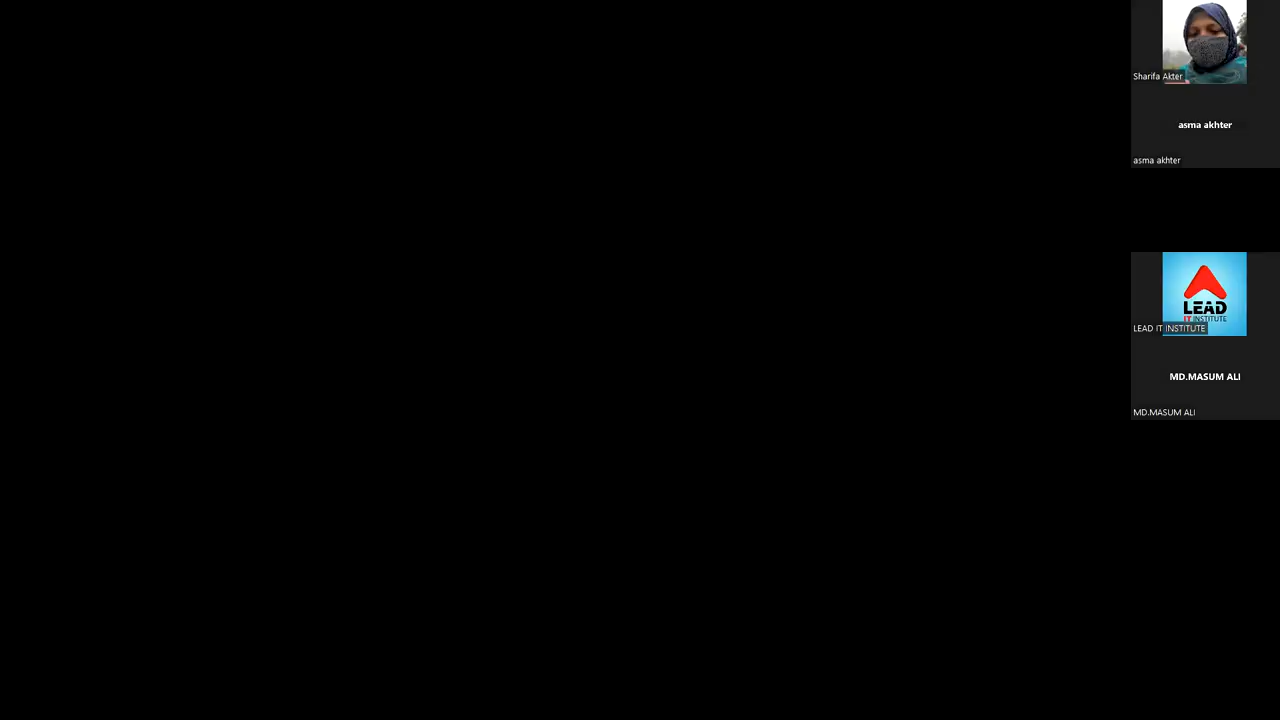 Sharifa Akter
asma akhter
asma akhter
LEAD
IT INSTITUTE
LEAD IT INSTITUTE
MD.MASUM ALI
MD.MASUM ALI